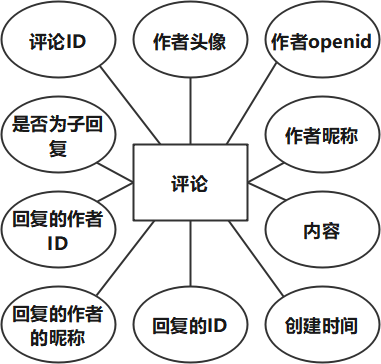 评论ID
作者头像
作者openid
是否为子回
复
作者昵称
评论
回复的作者
ID
内容
回复的作者
的昵称
回复的ID
创建时间